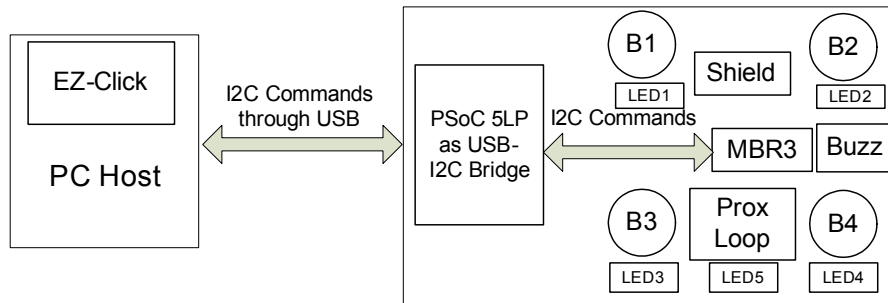 EZ-Click
PC Host
I2C Commands
through USB
PSoC 5LP
as USB-
I2C Bridge
I2C Commands
B1
LED1
Shield
B2
LED2
MBR3
Buzz
B3
LED3
Prox
Loop
LED5
B4
LED4